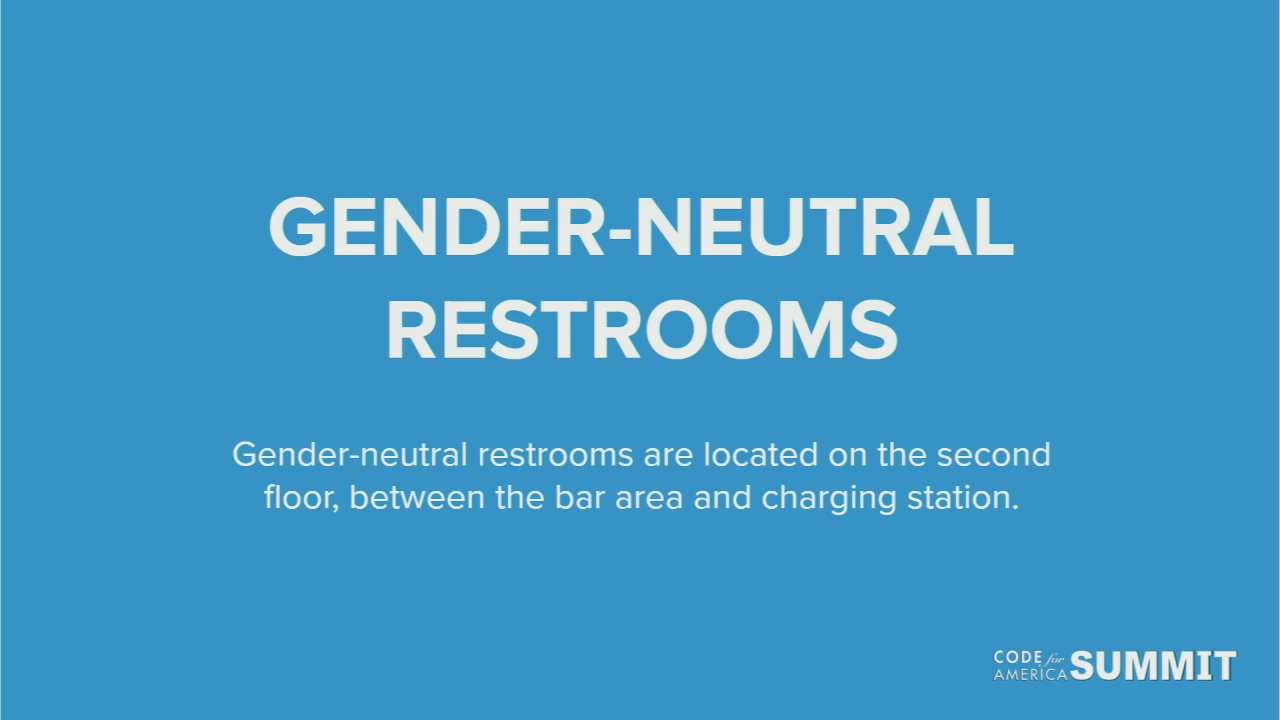 GENDER-NEUTRAL
RESTROOMS
Gender-neutral restrooms are located on the second
floor, between the bar area and charging station.
CODE for
AMERICA SUMMIT